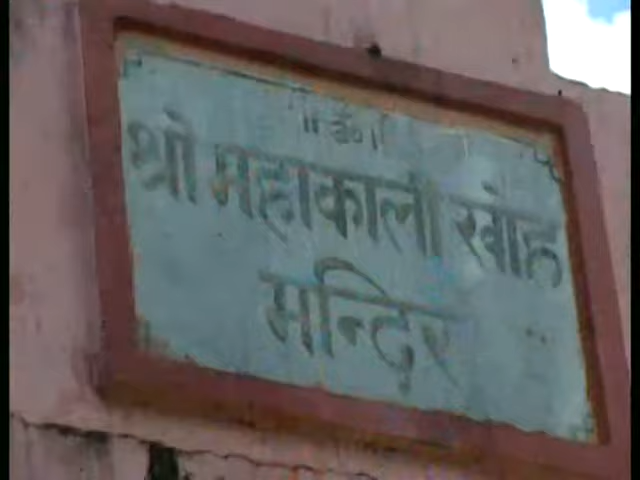 ॥ ॐ ॥
श्री महाकाली खोह
मन्दिर